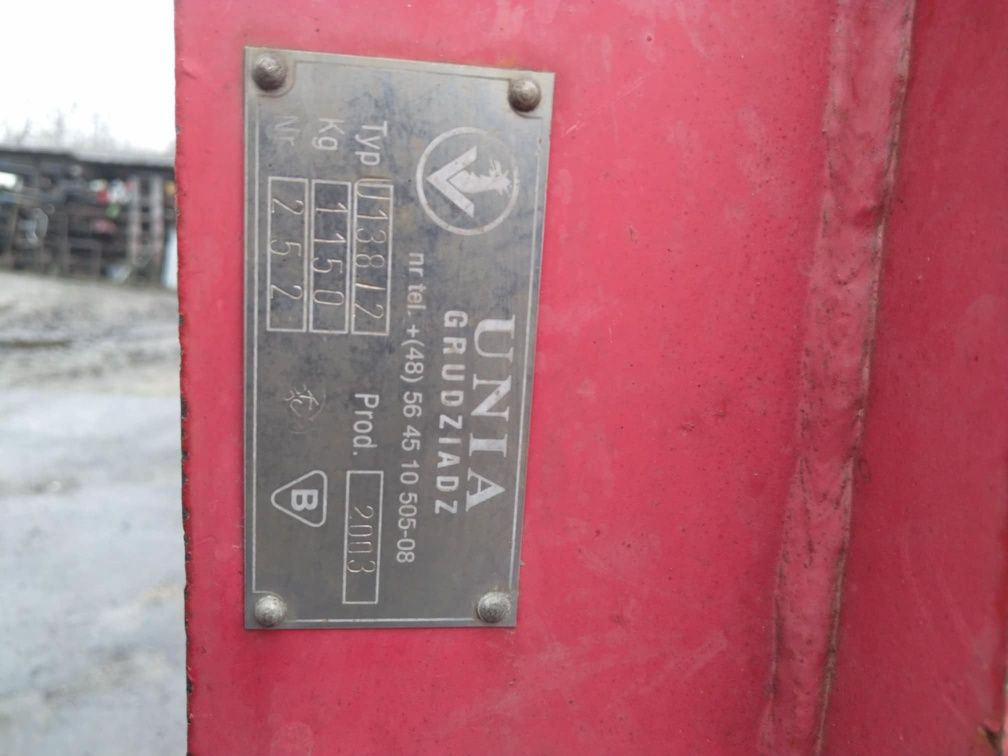 UNIA
GRUDZIADZ
nr tel. +(48) 56 45 10 505-08
Typ U138/2 Prod. 2003
Kg 1150
Nr 252 B